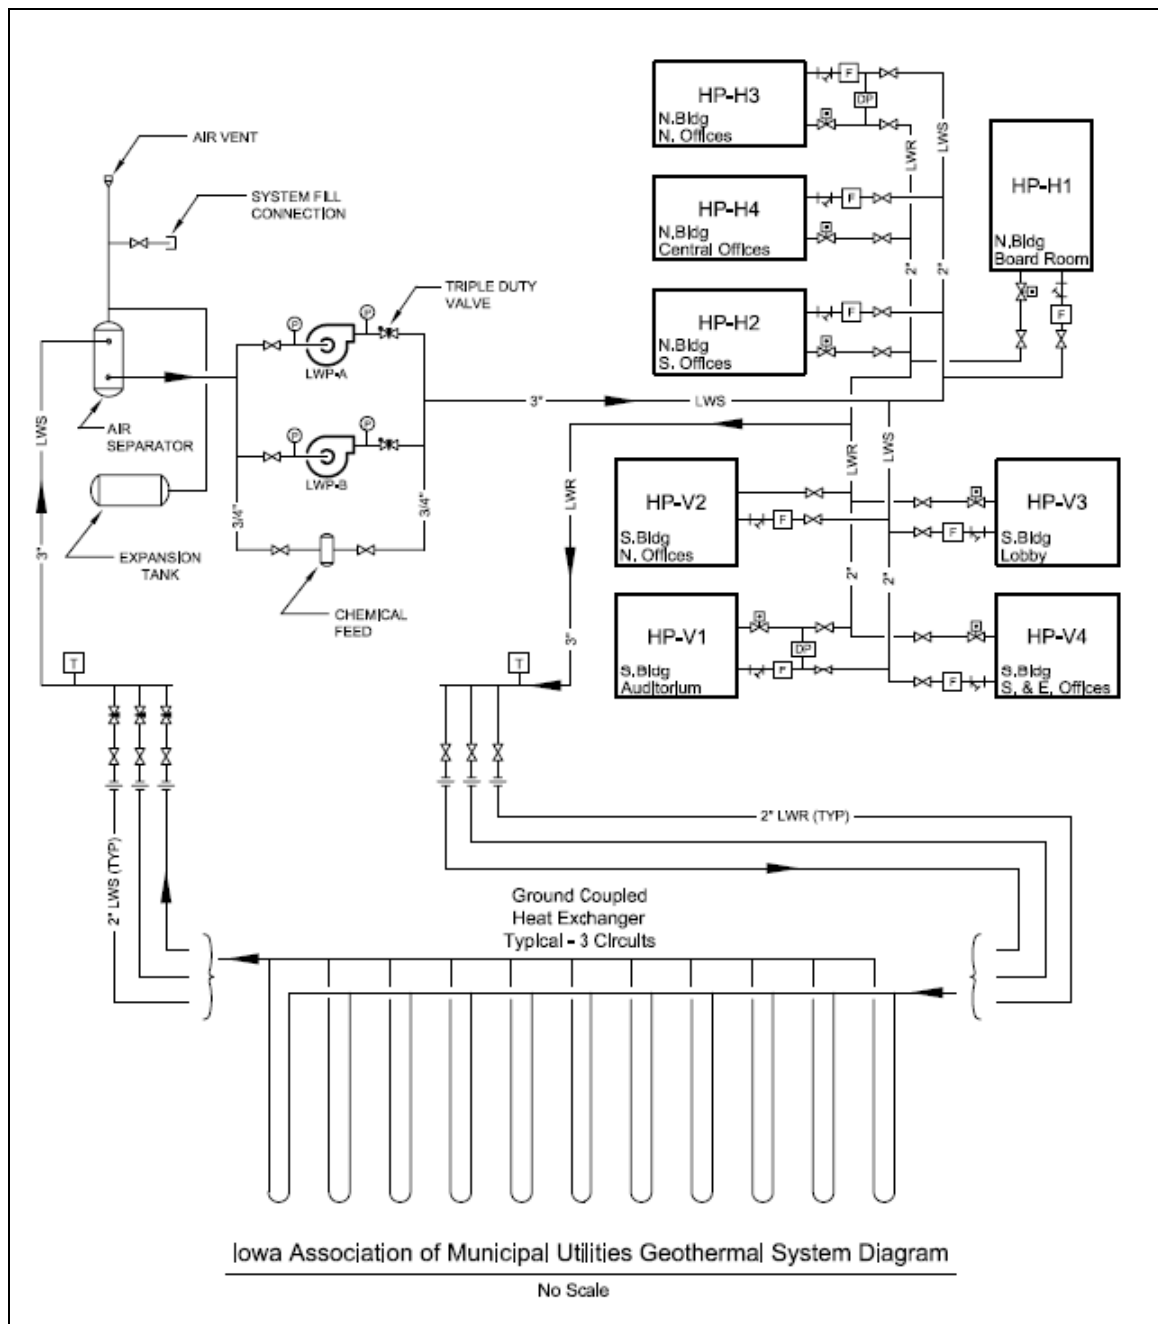 AIR VENT
SYSTEM FILL
CONNECTION
TRIPLE DUTY
VALVE
P
P
LWP-A
P
P
LWP-B
AIR
SEPARATOR
LWS
3"
EXPANSION
TANK
3/4"
3/4"
CHEMICAL
FEED
HP-H3
N.Bldg
N. Offices
F
DP
LWR
LWS
HP-H4
N.Bldg
Central Offices
F
2"
2"
HP-H2
N.Bldg
S. Offices
F
HP-H1
N.Bldg
Board Room
F
3"
LWS
LWR
LWR
LWS
HP-V2
S.Bldg
N. Offices
F
HP-V3
S.Bldg
Lobby
F
2"
2"
HP-V1
S.Bldg
Auditorium
DP
F
HP-V4
S.Bldg
S. & E. Offices
F
3"
T
T
2" LWS (TYP)
2" LWR (TYP)
Ground Coupled
Heat Exchanger
Typical - 3 Circuits
Iowa Association of Municipal Utilities Geothermal System Diagram
No Scale